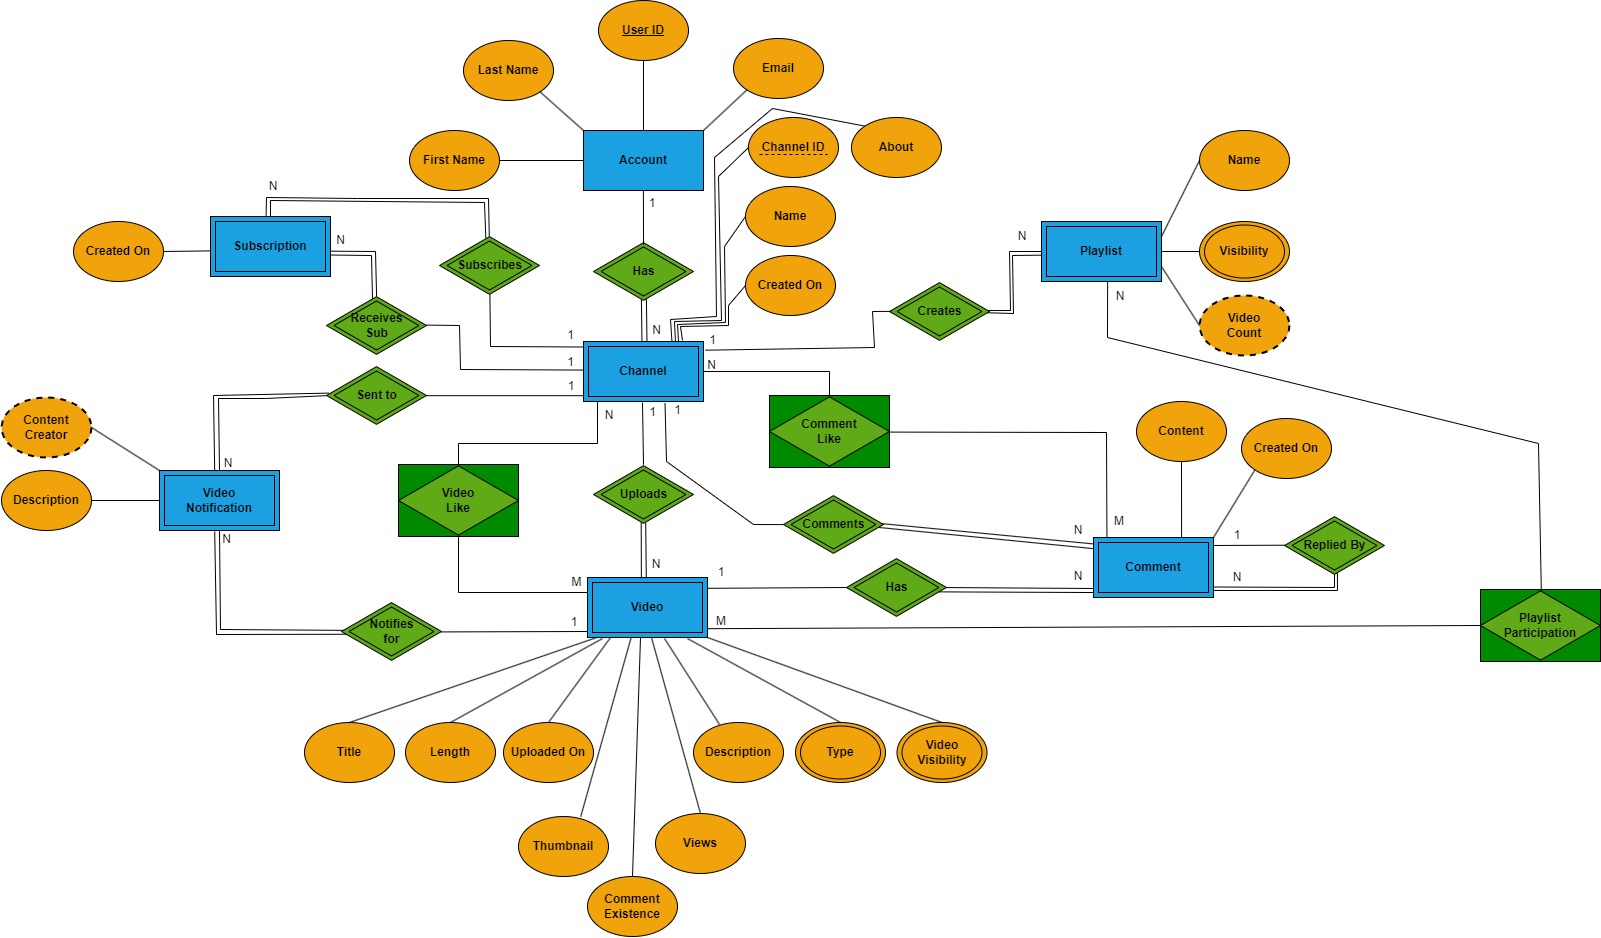 User ID
Last Name
Email
First Name
Account
Channel ID
About
Name
Created On
1
N
Subscription
Created On
N
Subscribes
Has
Name
Playlist
Visibility
N
Video
Count
N
Creates
Receives
Sub
1
1
1
N
1
N
Channel
Sent to
N
1
1
Content
Creator
Description
N
Video
Notification
N
Video
Like
Uploads
Comment
Like
Content
Created On
Comments
N
M
1
Replied By
Comment
N
N
Has
1
N
M
Video
1
M
Notifies
for
Playlist
Participation
Title
Length
Uploaded On
Description
Type
Video
Visibility
Thumbnail
Views
Comment
Existence